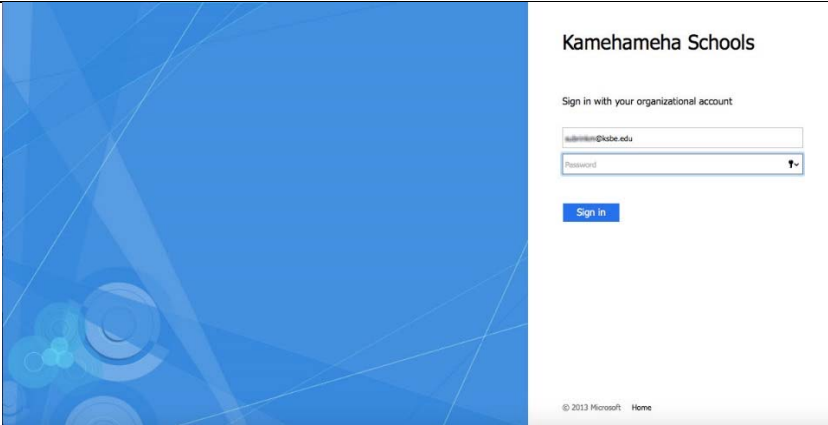 Kamehameha Schools
Sign in with your organizational account
@ksbe.edu
Password
Sign in
© 2013 Microsoft Home